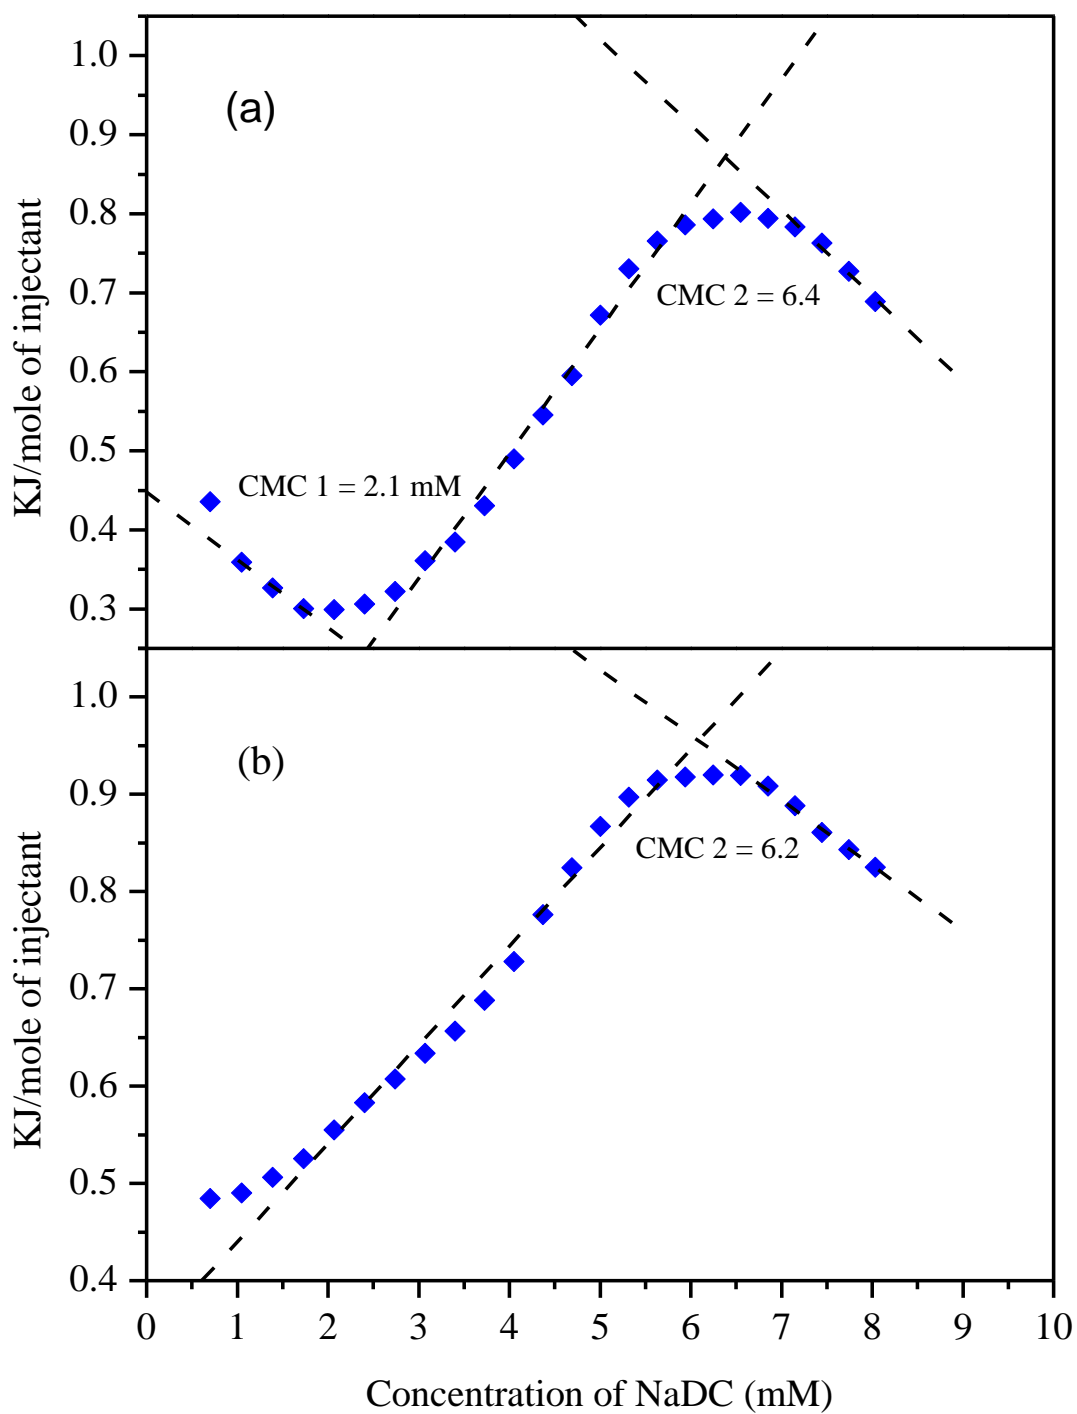 1.0
(a)
0.9
0.8
0.7
CMC 2 = 6.4
0.6
0.5
CMC 1 = 2.1 mM
0.4
0.3
KJ/mole of injectant
1.0
(b)
0.9
CMC 2 = 6.2
0.8
0.7
0.6
0.5
0.4
KJ/mole of injectant
0 1 2 3 4 5 6 7 8 9 10
Concentration of NaDC (mM)